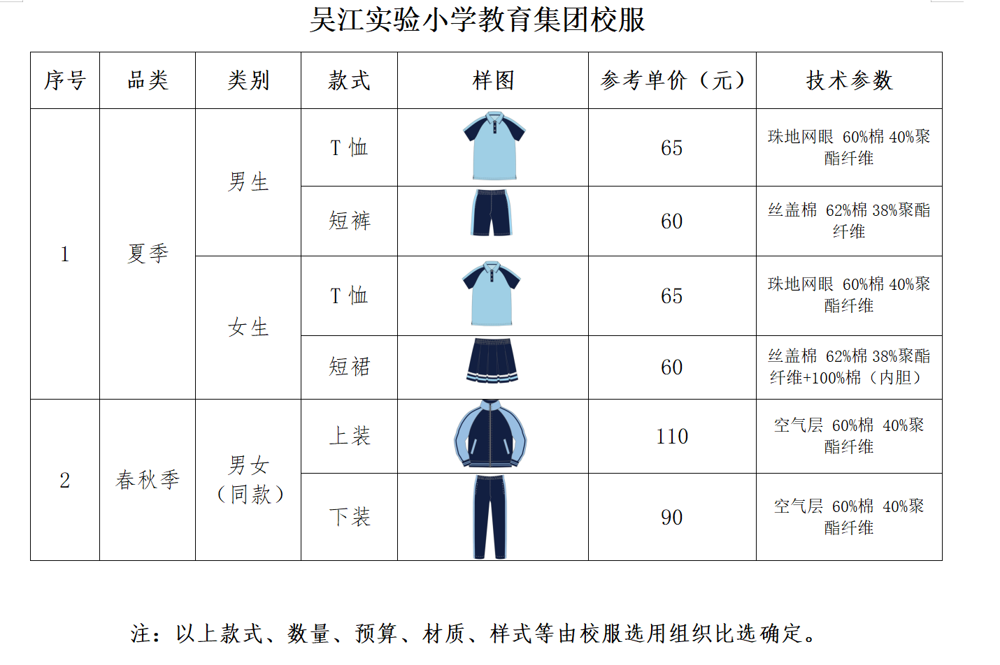 吴江实验小学教育集团校服
序号 品类 类别 款式 样图 参考单价（元） 技术参数
1 夏季 男生 T恤 65 珠地网眼 60%棉 40%聚
酯纤维
短裤 60 丝盖棉 62%棉 38%聚酯
纤维
女生 T恤 65 珠地网眼 60%棉 40%聚
酯纤维
短裙 60 丝盖棉 62%棉 38%聚酯
纤维+100%棉（内胆）
2 春秋季 男女
（同款）
上装 110 空气层 60%棉 40%聚
酯纤维
下装 90 空气层 60%棉 40%聚
酯纤维
注：以上款式、数量、预算、材质、样式等由校服选用组织比选确定。